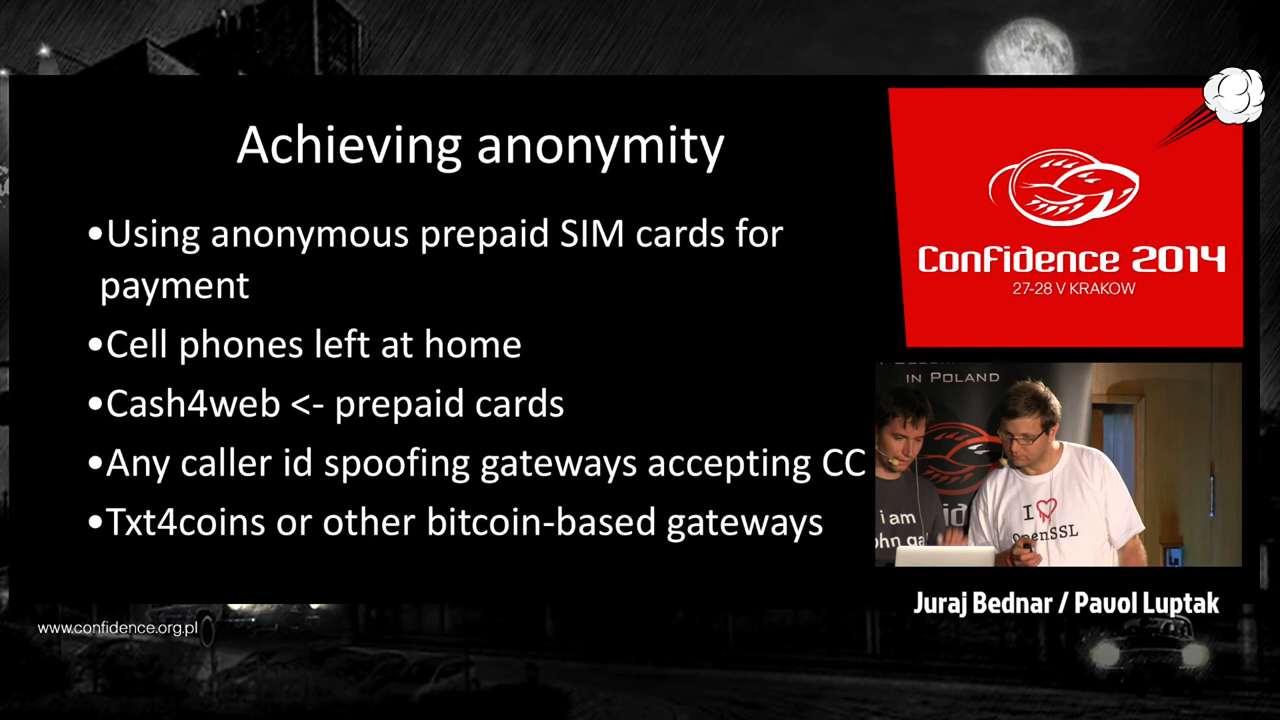 Achieving anonymity
•Using anonymous prepaid SIM cards for
payment
•Cell phones left at home
•Cash4web <- prepaid cards
•Any caller id spoofing gateways accepting CC
•Txt4coins or other bitcoin-based gateways
Confidence 2014
27-28 V KRAKOW
IN POLAND
i am
I
OpenSSL
Juraj Bednar / Pavol Luptak
www.confidence.org.pl